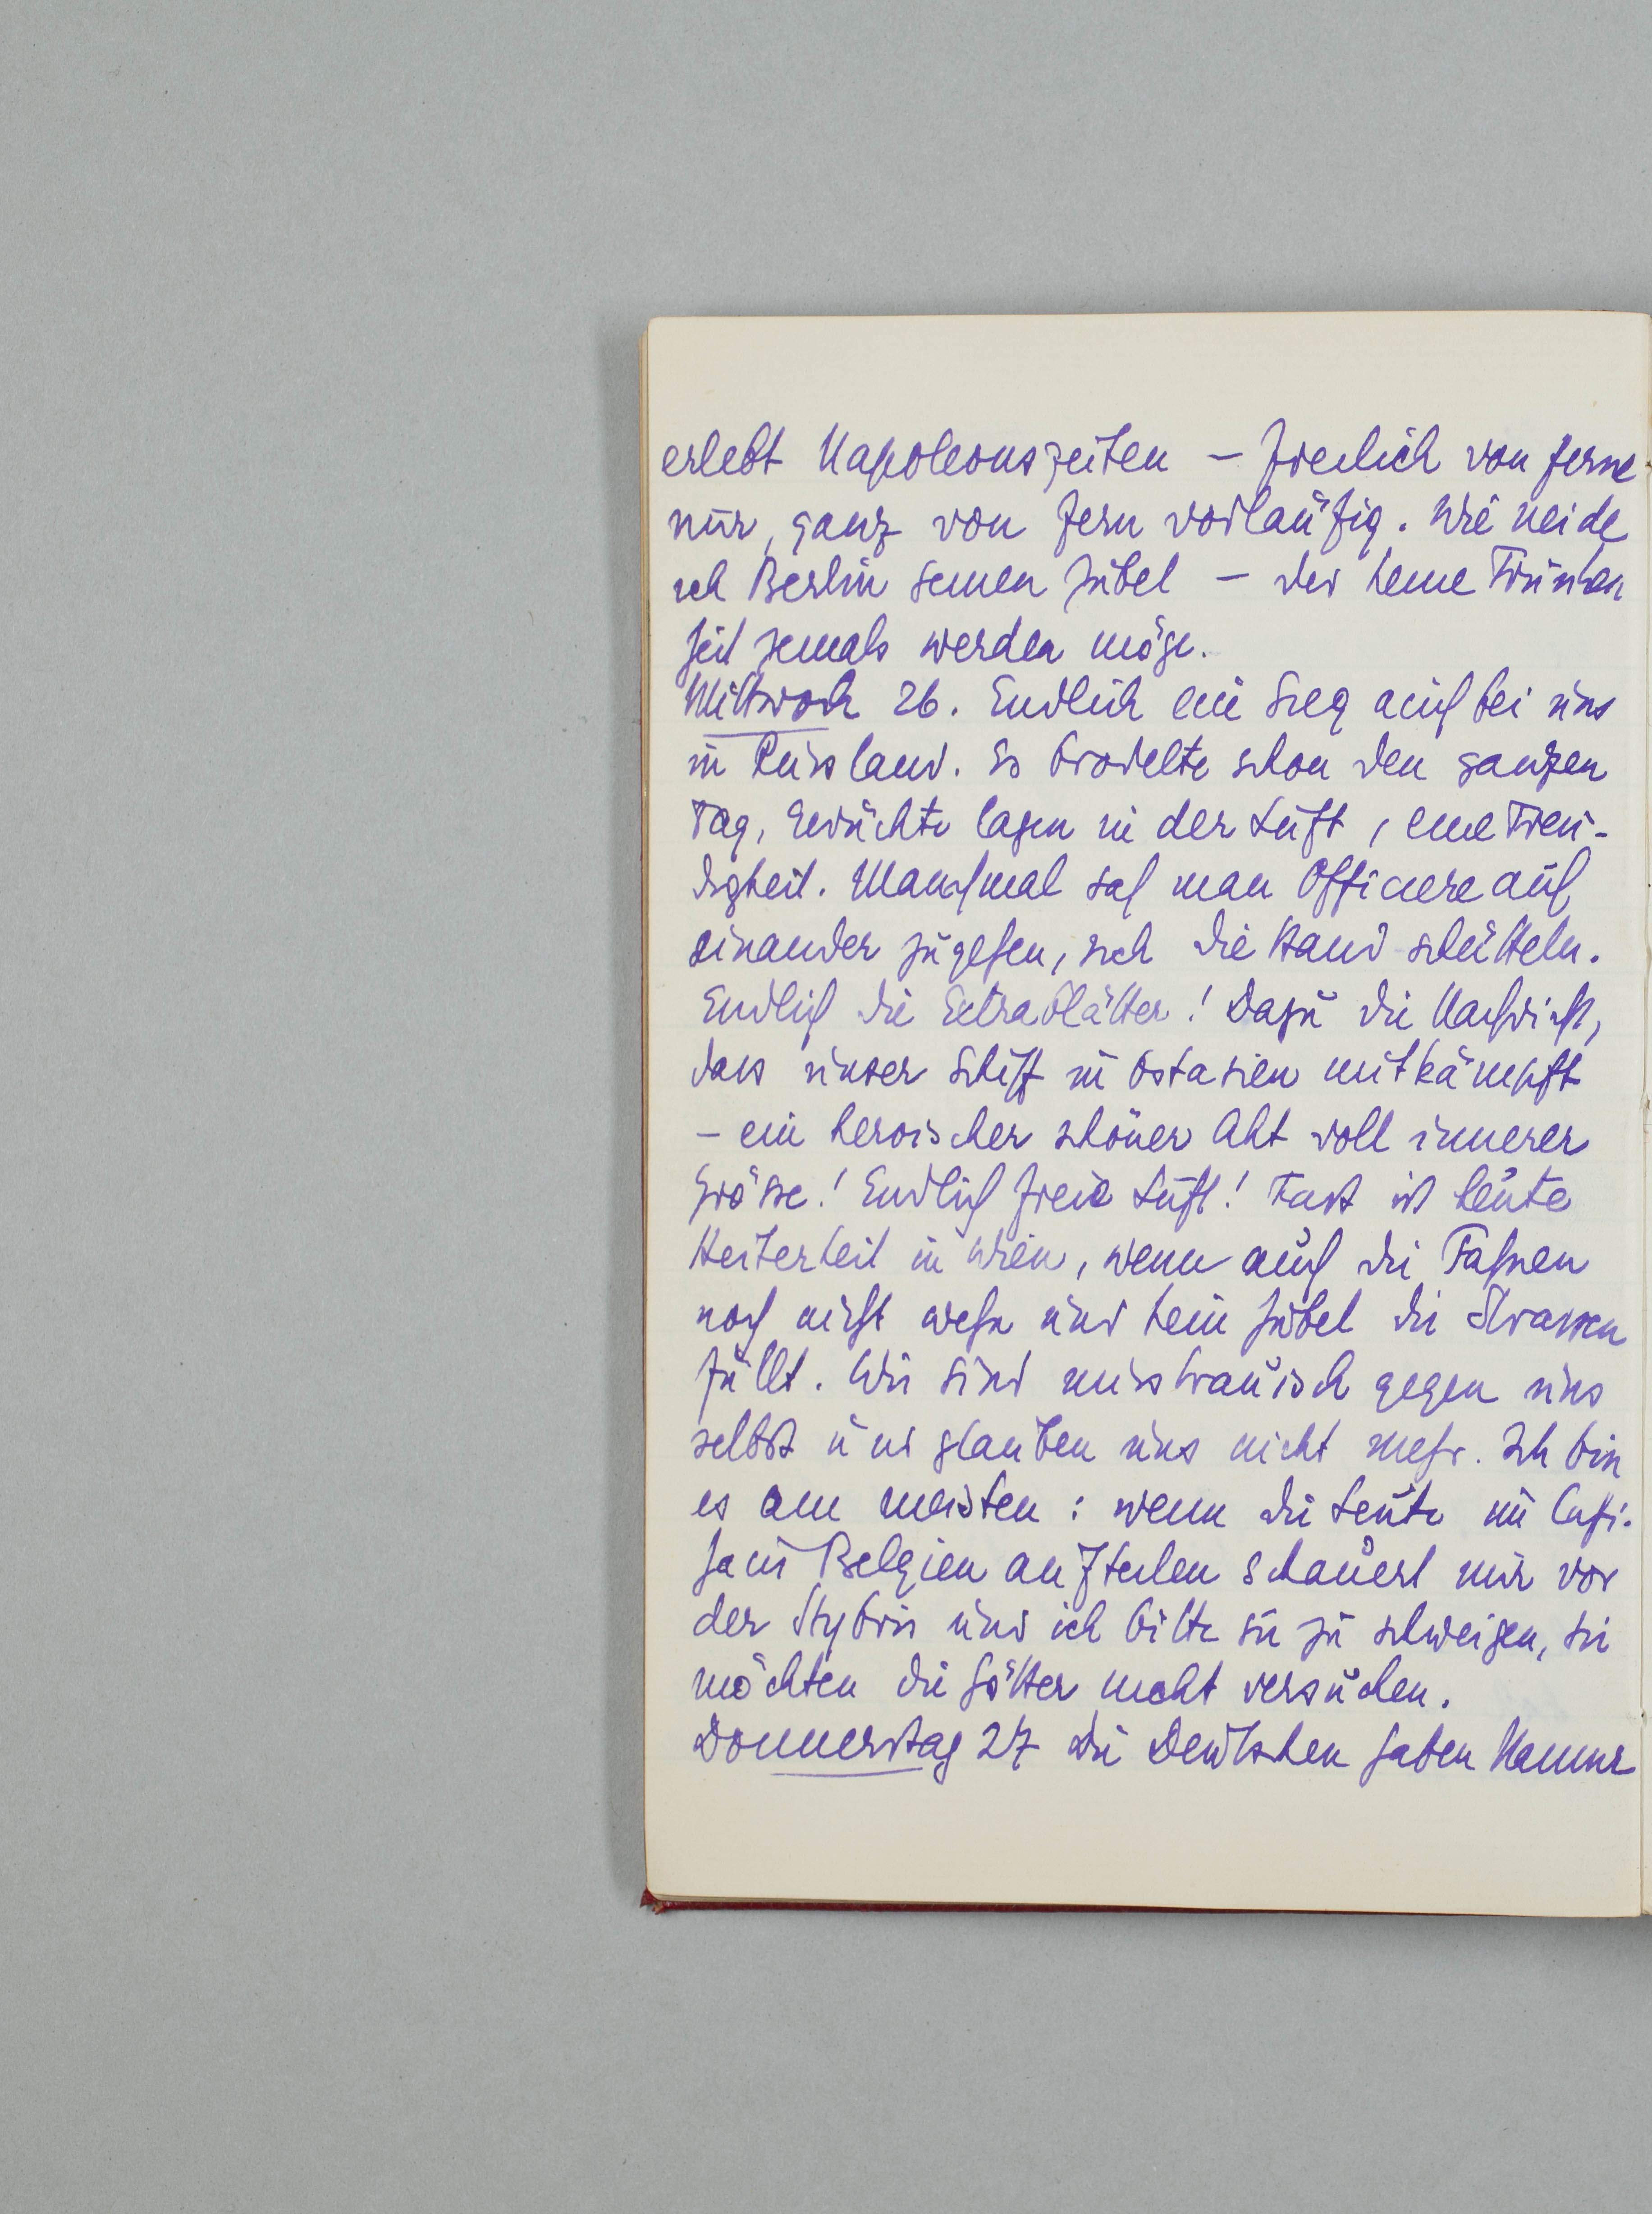 erlebt Napoleonszeiten – freilich von ferne
nur, ganz von fern vorläufig. Wie neide
ich Berlin seinen Jubel – der keine Trunken
heit jemals werden möge.
Mittwoch 26. Endlich ein Sieg auch bei uns
in Russland. Es brodelte schon den ganzen
Tag, Gerüchte lagen in der Luft, eine Freu-
digkeit. Manchmal sah man Officiere auf
einander zugehen, sich die Hand schütteln.
Endlich die Extrablätter! Dazu die Nachricht,
dass unser Schiff in Ostasien mitkämpft
– ein heroischer schöner Akt voll innerer
Grösse! Endlich freie Luft! Fast ist heute
Heiterkeit in Wien, wenn auch die Fahnen
noch nicht wehn und kein Jubel die Strassen
füllt. Wir sind misstrauisch gegen uns
selbst und glauben uns nicht mehr. Ich bin
es am meisten: wenn die Leute im Cafe-
haus Belgien aufteilen schauert mir vor
der Hybris und ich bitte sie zu schweigen, sie
möchten die Götter nicht versuchen.
Donnerstag 27 Die Deutschen haben Namur